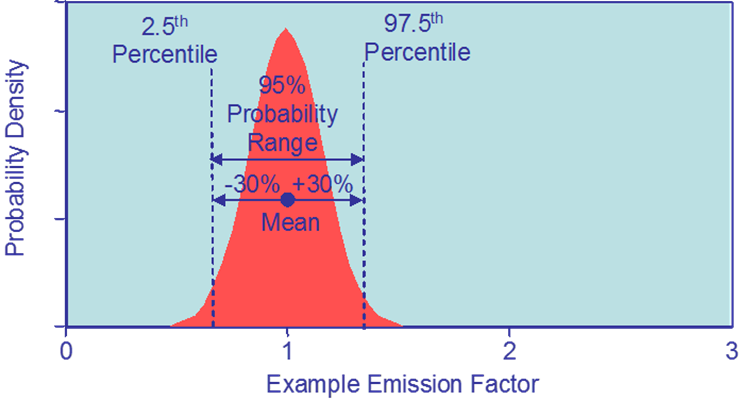 2.5th
Percentile
97.5th
Percentile
95%
Probability
Range
-30% +30%
Mean
Probability Density
0 1 2 3
Example Emission Factor